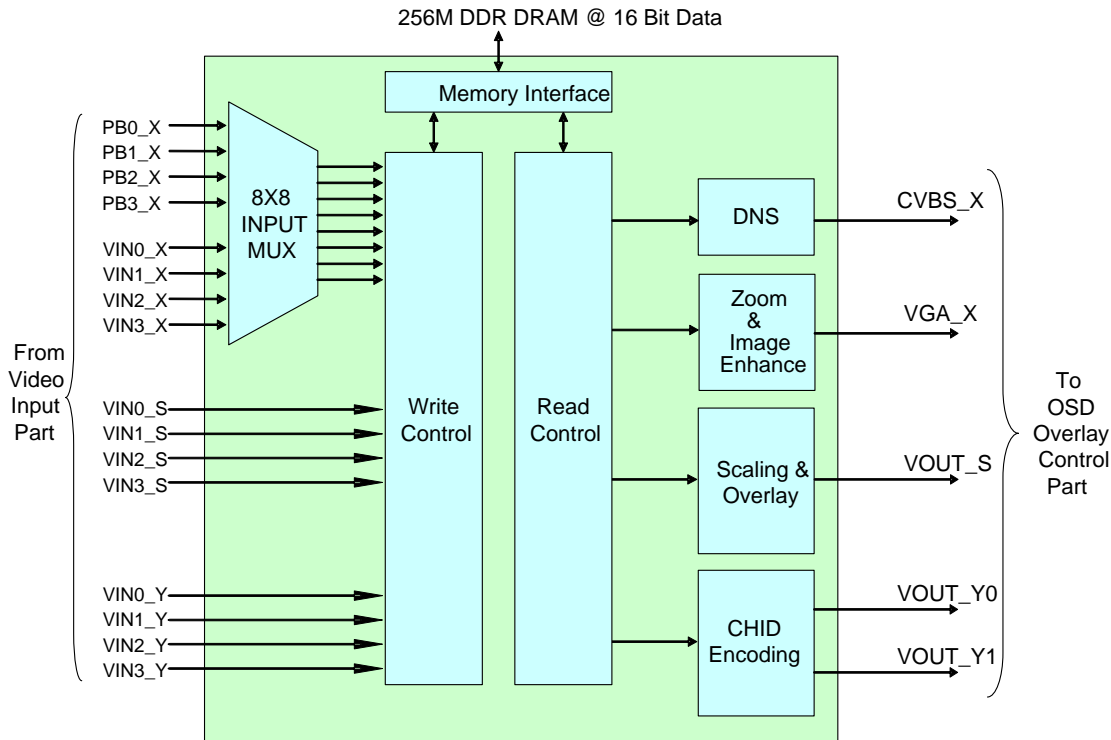 256M DDR DRAM @ 16 Bit Data
Memory Interface
PB0_X
PB1_X
PB2_X
PB3_X
VIN0_X
VIN1_X
VIN2_X
VIN3_X
8X8
INPUT
MUX
From
Video
Input
Part
VIN0_S
VIN1_S
VIN2_S
VIN3_S
VIN0_Y
VIN1_Y
VIN2_Y
VIN3_Y
Write
Control
Read
Control
DNS
Zoom
&
Image
Enhance
Scaling &
Overlay
CHID
Encoding
CVBS_X
VGA_X
VOUT_S
VOUT_Y0
VOUT_Y1
To
OSD
Overlay
Control
Part